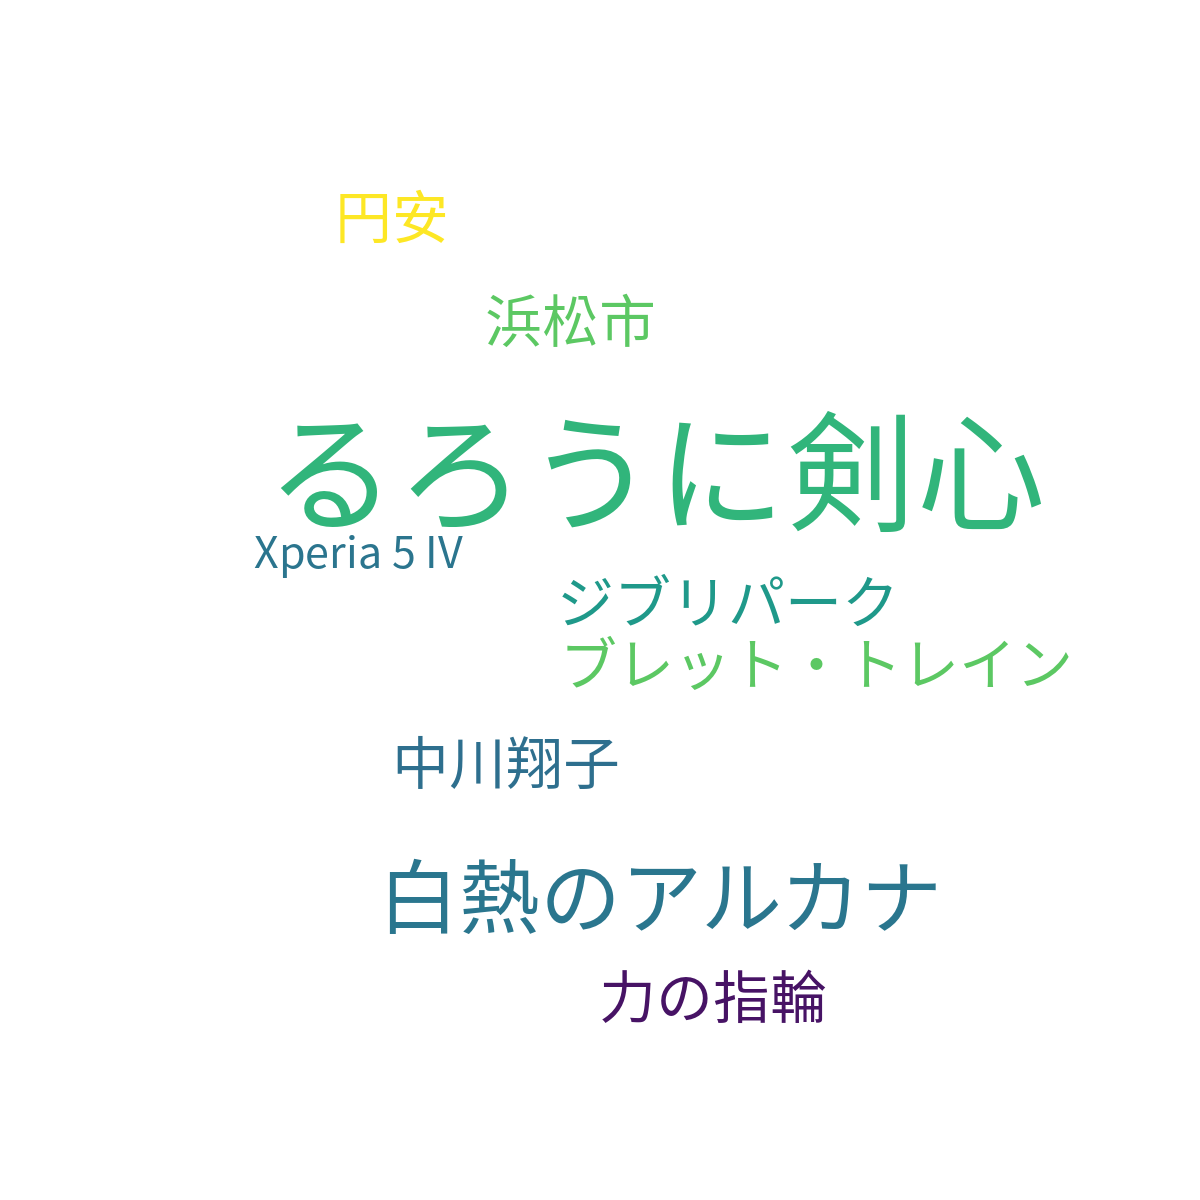 円安
浜松市
るろうに剣心
Xperia 5 IV
ジブリパーク
ブレット・トレイン
中川翔子
白熱のアルカナ
力の指輪